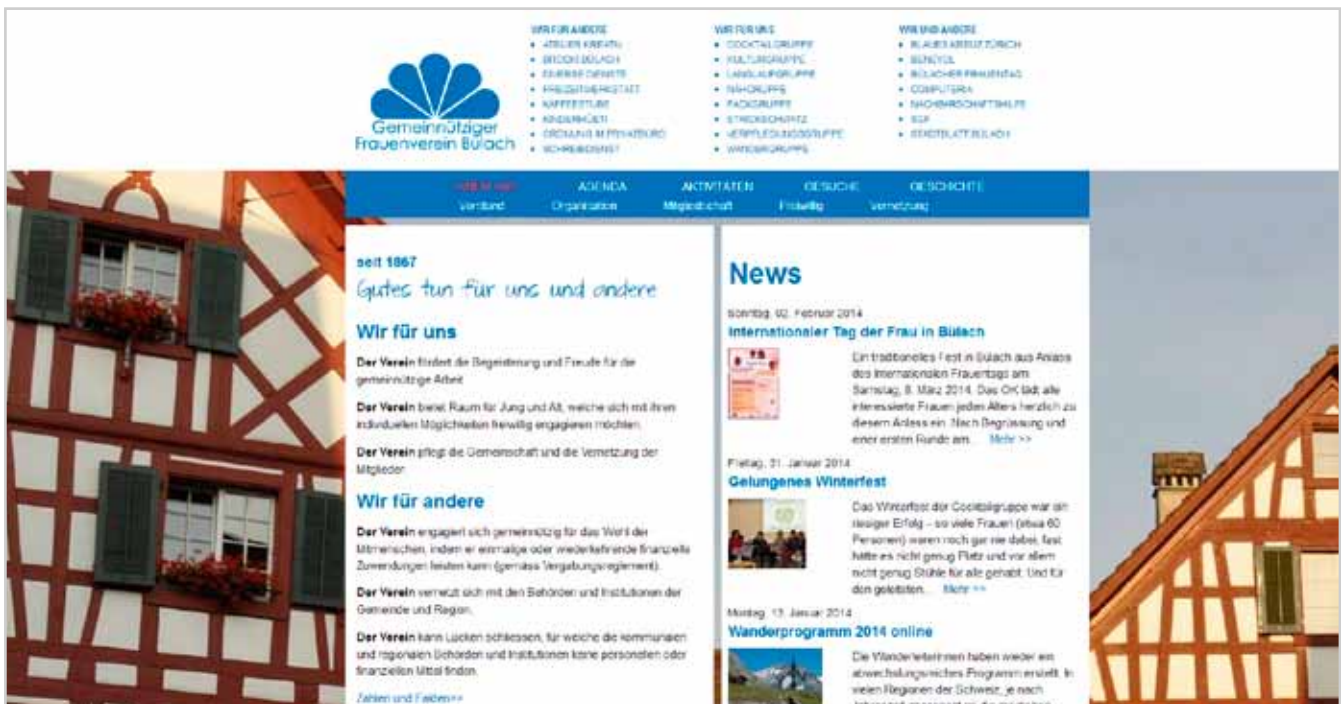 WIR FÜR ANDERE
ATELIER KREATIV
BROCKI BÜLACH
DIVERSE DIENSTE
FREIZEITWERKSTATT
KAFFEESTUBE
KINDERHÜETI
ORDNUNG IM PRIVATBÜRO
SCHREIBDIENST
WIR FÜR UNS
COCKTAILGRUPPE
KULTURGRUPPE
LANGLAUFGRUPPE
NÄHGRUPPE
PACKGRUPPE
VERPFLEGUNGSGRUPPE
WANDERGRUPPE
WIR UND ANDERE
BLAUES KREUZ ZÜRICH
BENEVOL
BÜLACHER FRAUENTAG
COMPUTERIA
NACHBARSCHAFTSHILFE
SGF
STADTBLATT BÜLACH
Gemeinnütziger
Frauenverein Bülach
AGENDA AKTIVITÄTEN GESUCHE GESCHICHTE
Vorstand Organisation Mitgliedschaft Freiwillig Vernetzung
seit 1867
Gutes tun für uns und andere
Wir für uns
Der Verein fördert die Begeisterung und Freude für die
gemeinnützige Arbeit.
Der Verein bietet Raum für Jung und Alt, welche sich mit ihren
individuellen Möglichkeiten freiwillig engagieren möchten.
Der Verein pflegt die Gemeinschaft und die Vernetzung der
Mitglieder.
Wir für andere
Der Verein engagiert sich gemeinnützig für das Wohl der
Mitmenschen, indem er einmalige oder wiederkehrende finanzielle
Zuwendungen leisten kann (gemäss Vergabungsreglement).
Der Verein vernetzt sich mit den Behörden und Institutionen der
Gemeinde und Region.
Der Verein kann Lücken schliessen, für welche die kommunalen
und regionalen Behörden und Institutionen keine personellen oder
finanziellen Mittel finden.
Zahlen und Fakten>>
News
Sonntag, 02. Februar 2014
Internationaler Tag der Frau in Bülach
Ein traditionelles Fest in Bülach aus Anlass
des Internationalen Frauentags am
Samstag, 8. März 2014. Das OK lädt alle
interessierte Frauen jeden Alters herzlich zu
diesem Anlass ein. Nach Begrüssung und
einer ersten Runde am... Mehr >>
Freitag, 31. Januar 2014
Gelungenes Winterfest
Das Winterfest der Cocktailgruppe war ein
riesiger Erfolg – so viele Frauen (etwa 60
Personen) waren noch gar nie dabei, fast
hätte es nicht genug Platz und vor allem
nicht genug Stühle für alle gehabt. Und für
den geleiteten... Mehr >>
Montag, 13. Januar 2014
Wanderprogramm 2014 online
Die Wanderleiterinnen haben wieder ein
abwechslungsreiches Programm erstellt. In
vielen Regionen der Schweiz, je nach